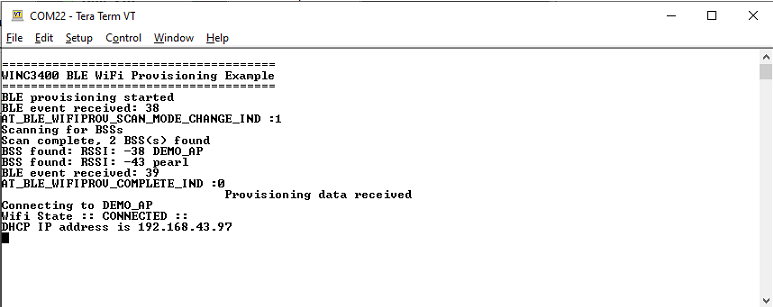 COM22 - Tera Term VT
File Edit Setup Control Window Help
======================================
WINC3400 BLE WiFi Provisioning Example
======================================
BLE provisioning started
BLE event received: 38
AT_BLE_WIFIPROV_SCAN_MODE_CHANGE_IND :1
Scanning for BSSs
Scan complete, 2 BSS(s) found
BSS found: RSSI: -38 DEMO_AP
BSS found: RSSI: -43 pearl
BLE event received: 39
AT_BLE_WIFIPROV_COMPLETE_IND :0
Provisioning data received
Connecting to DEMO_AP
Wifi State :: CONNECTED ::
DHCP IP address is 192.168.43.97